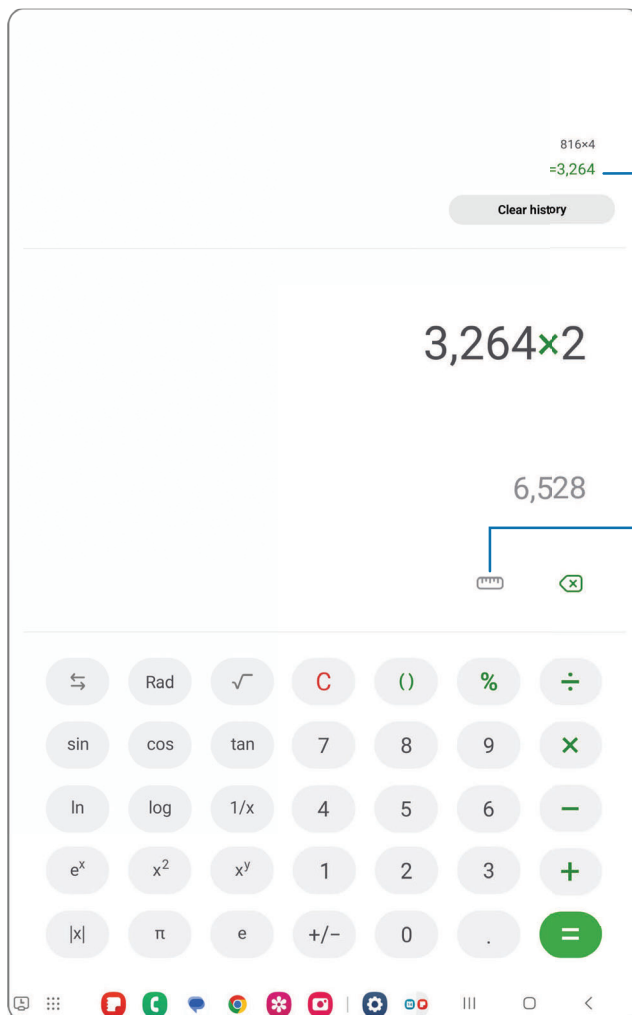 816×4
=3,264
Clear history
3,264×2
6,528
⇆ Rad √ C () % ÷
sin cos tan 7 8 9 ×
ln log 1/x 4 5 6 −
eˣ x² xʸ 1 2 3 +
|x| π e +/− 0 . =